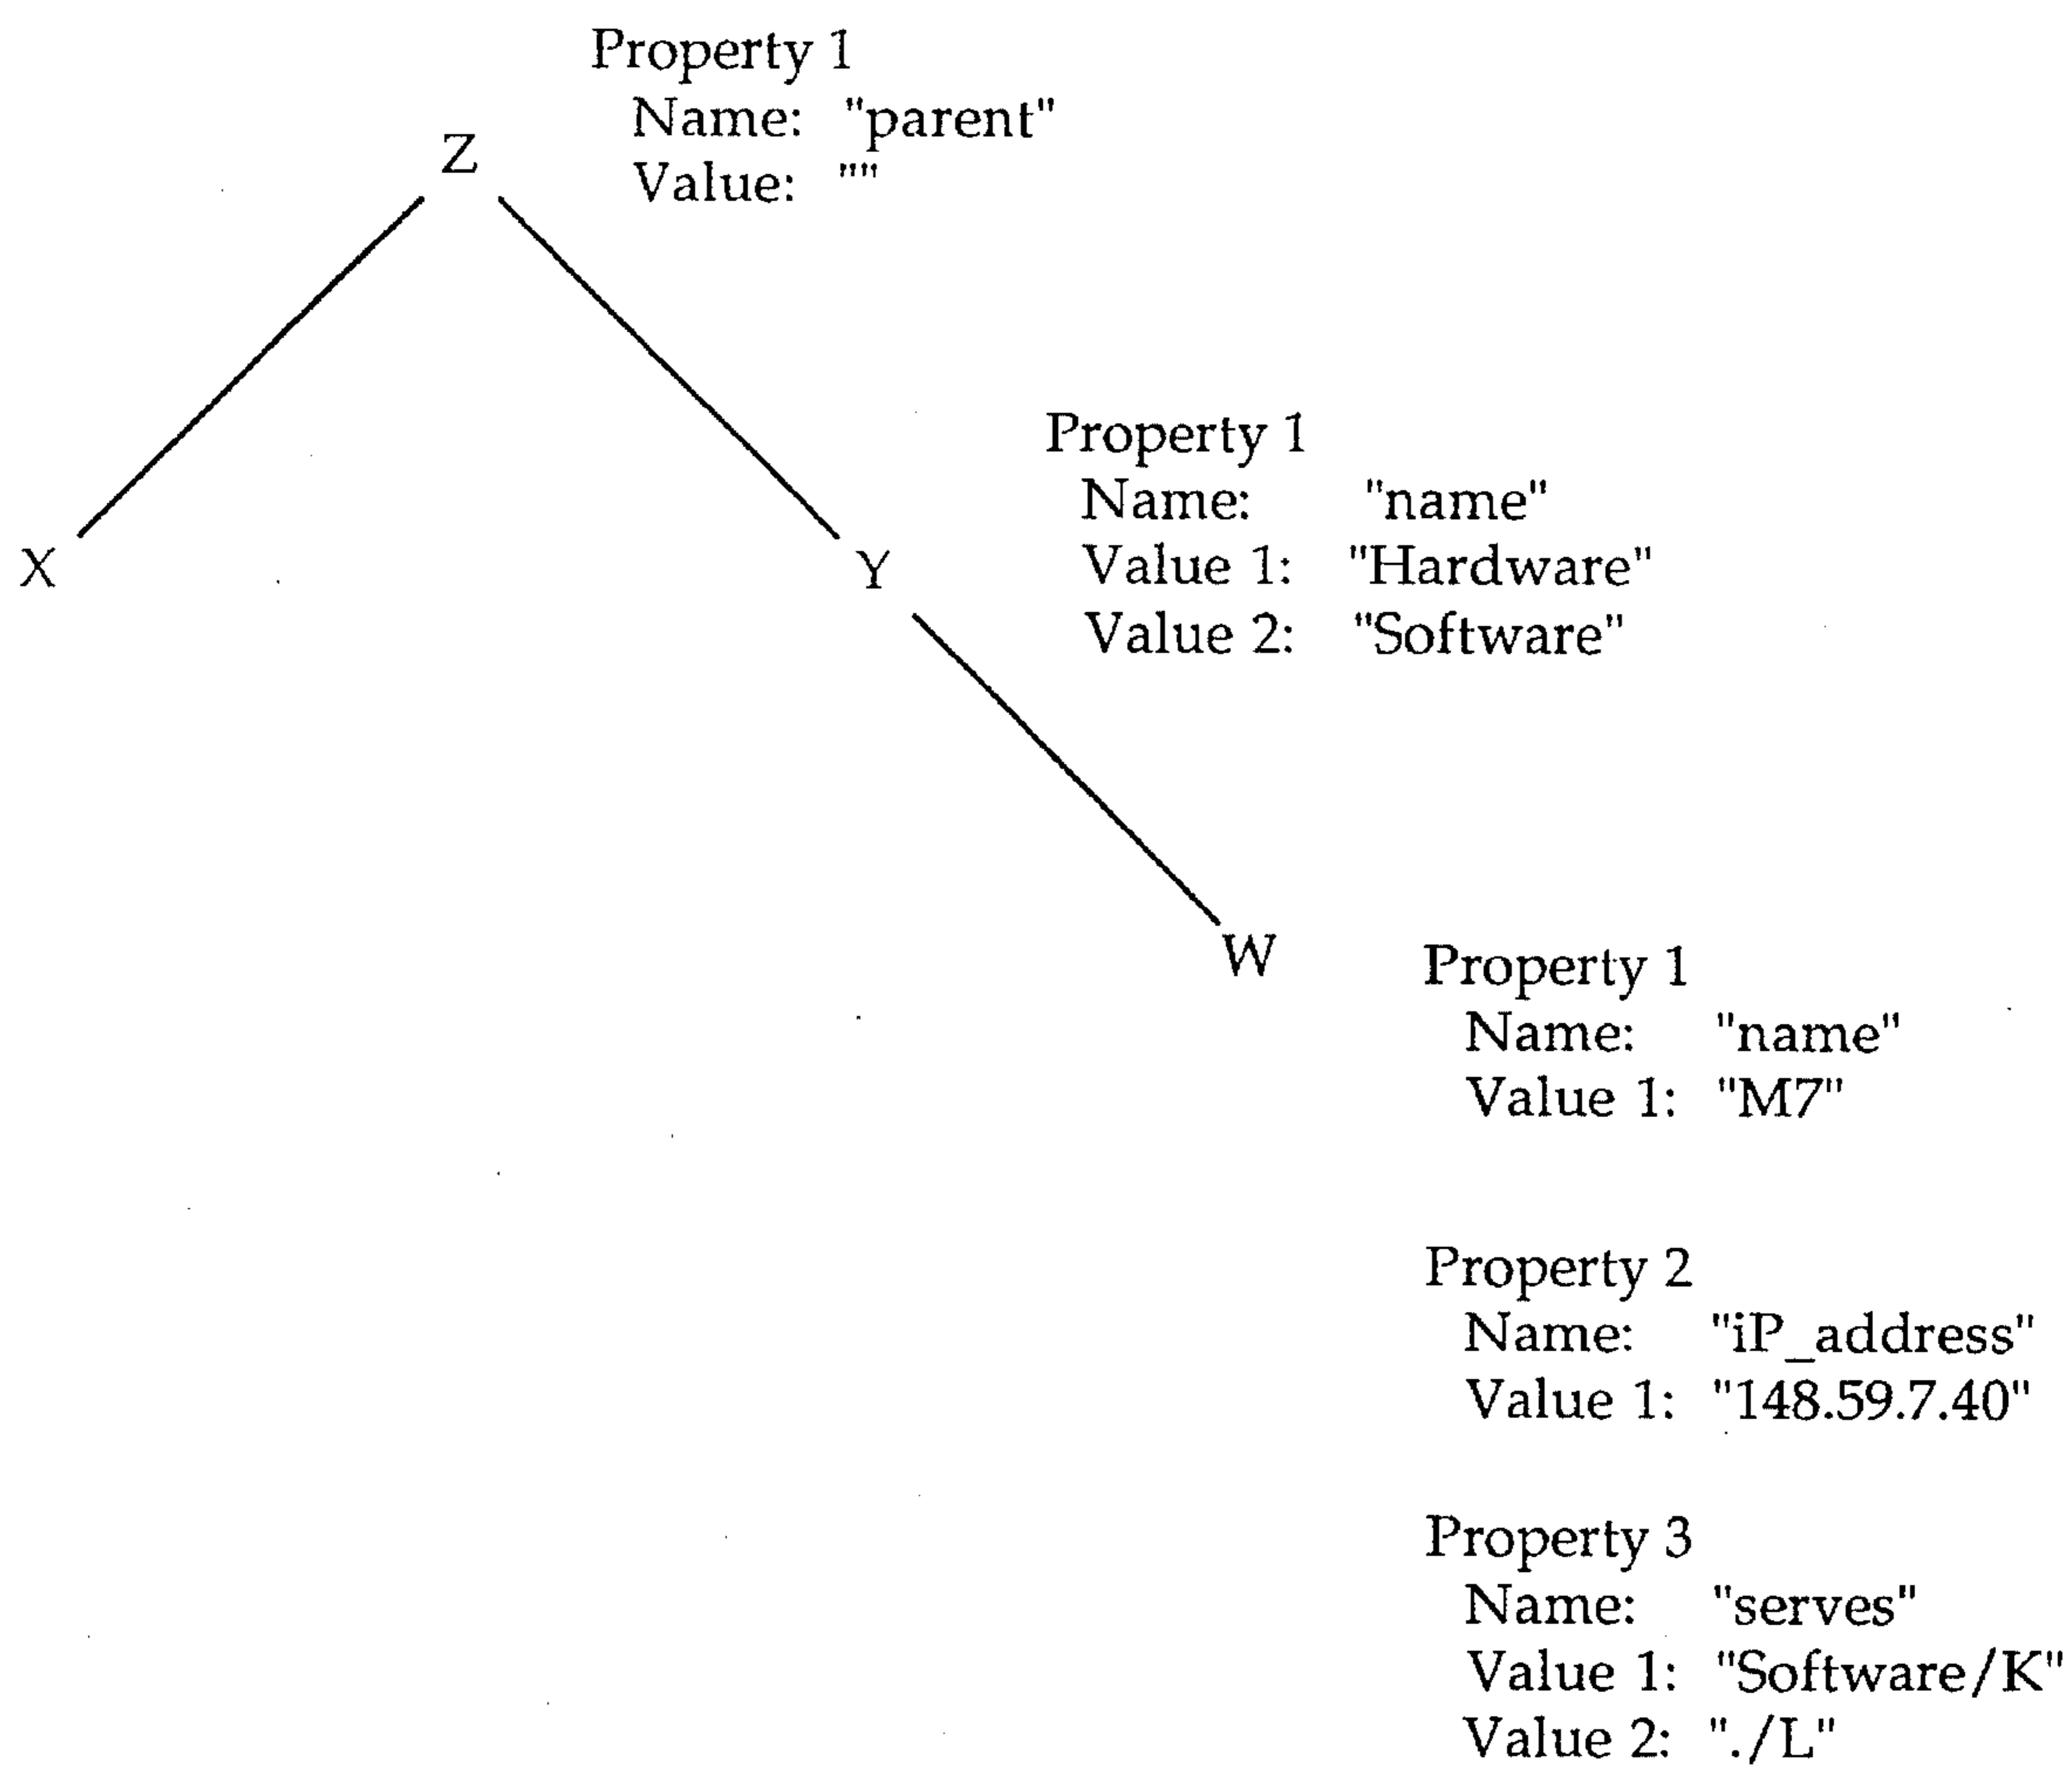 Property 1
Name: "parent"
Z
Value: ""
Property 1
Name: "name"
X
Y
Value 1: "Hardware"
Value 2: "Software"
W
Property 1
Name: "name"
Value 1: "M7"
Property 2
Name: "iP_address"
Value 1: "148.59.7.40"
Property 3
Name: "serves"
Value 1: "Software/K"
Value 2: "./L"